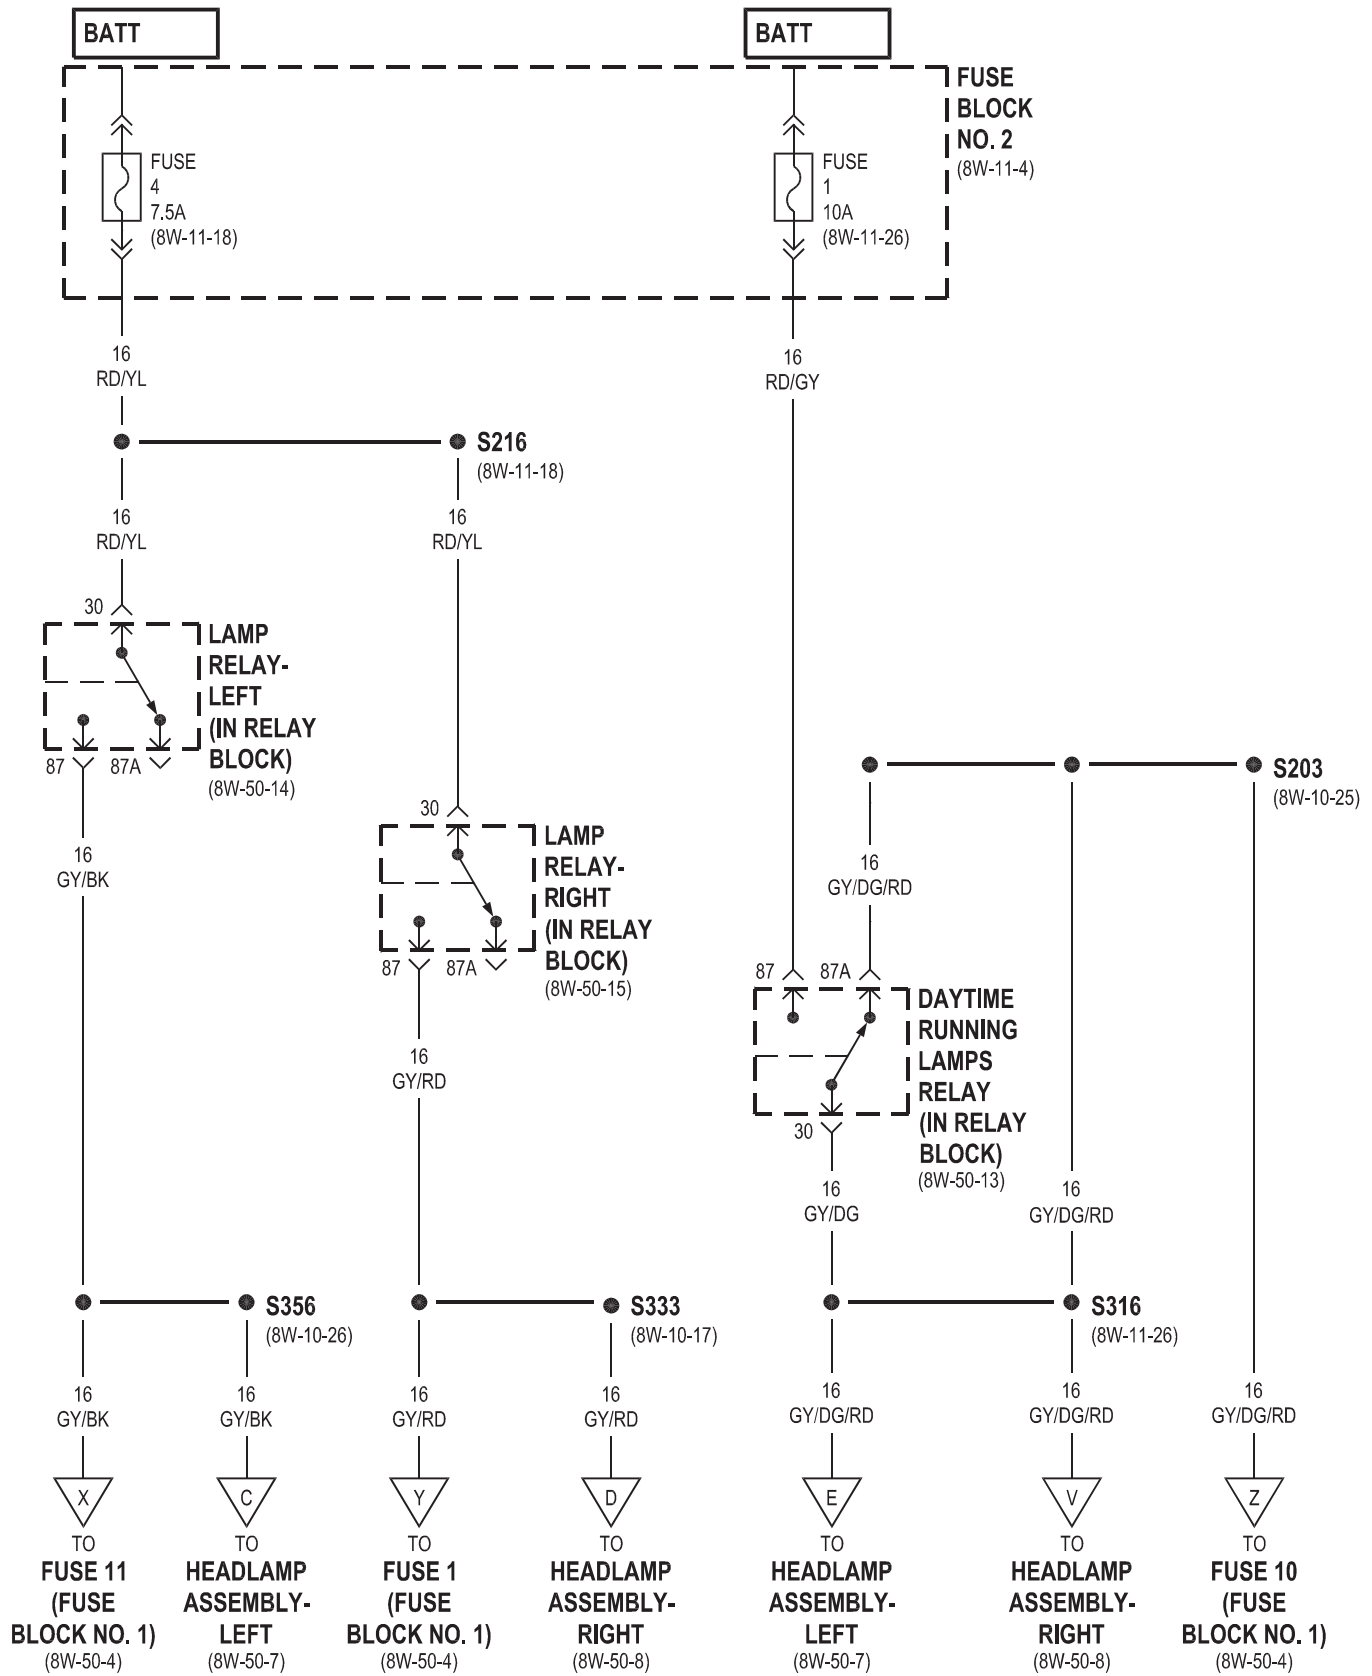 BATT
BATT
FUSE
BLOCK
NO. 2
(8W-11-4)
FUSE
4
7.5A
(8W-11-18)
FUSE
1
10A
(8W-11-26)
16
RD/YL
16
RD/GY
S216
(8W-11-18)
16
RD/YL
16
RD/YL
30
LAMP
RELAY-
LEFT
(IN RELAY
BLOCK)
(8W-50-14)
87
87A
S203
(8W-10-25)
30
LAMP
RELAY-
RIGHT
(IN RELAY
BLOCK)
(8W-50-15)
87
87A
16
GY/BK
16
GY/DG/RD
87
87A
DAYTIME
RUNNING
LAMPS
RELAY
(IN RELAY
BLOCK)
(8W-50-13)
30
16
GY/RD
16
GY/DG
16
GY/DG/RD
S356
(8W-10-26)
S333
(8W-10-17)
S316
(8W-11-26)
16
GY/BK
16
GY/BK
16
GY/RD
16
GY/RD
16
GY/DG/RD
16
GY/DG/RD
16
GY/DG/RD
X
TO
FUSE 11
(FUSE
BLOCK NO. 1)
(8W-50-4)
C
TO
HEADLAMP
ASSEMBLY-
LEFT
(8W-50-7)
Y
TO
FUSE 1
(FUSE
BLOCK NO. 1)
(8W-50-4)
D
TO
HEADLAMP
ASSEMBLY-
RIGHT
(8W-50-8)
E
TO
HEADLAMP
ASSEMBLY-
LEFT
(8W-50-7)
V
TO
HEADLAMP
ASSEMBLY-
RIGHT
(8W-50-8)
Z
TO
FUSE 10
(FUSE
BLOCK NO. 1)
(8W-50-4)